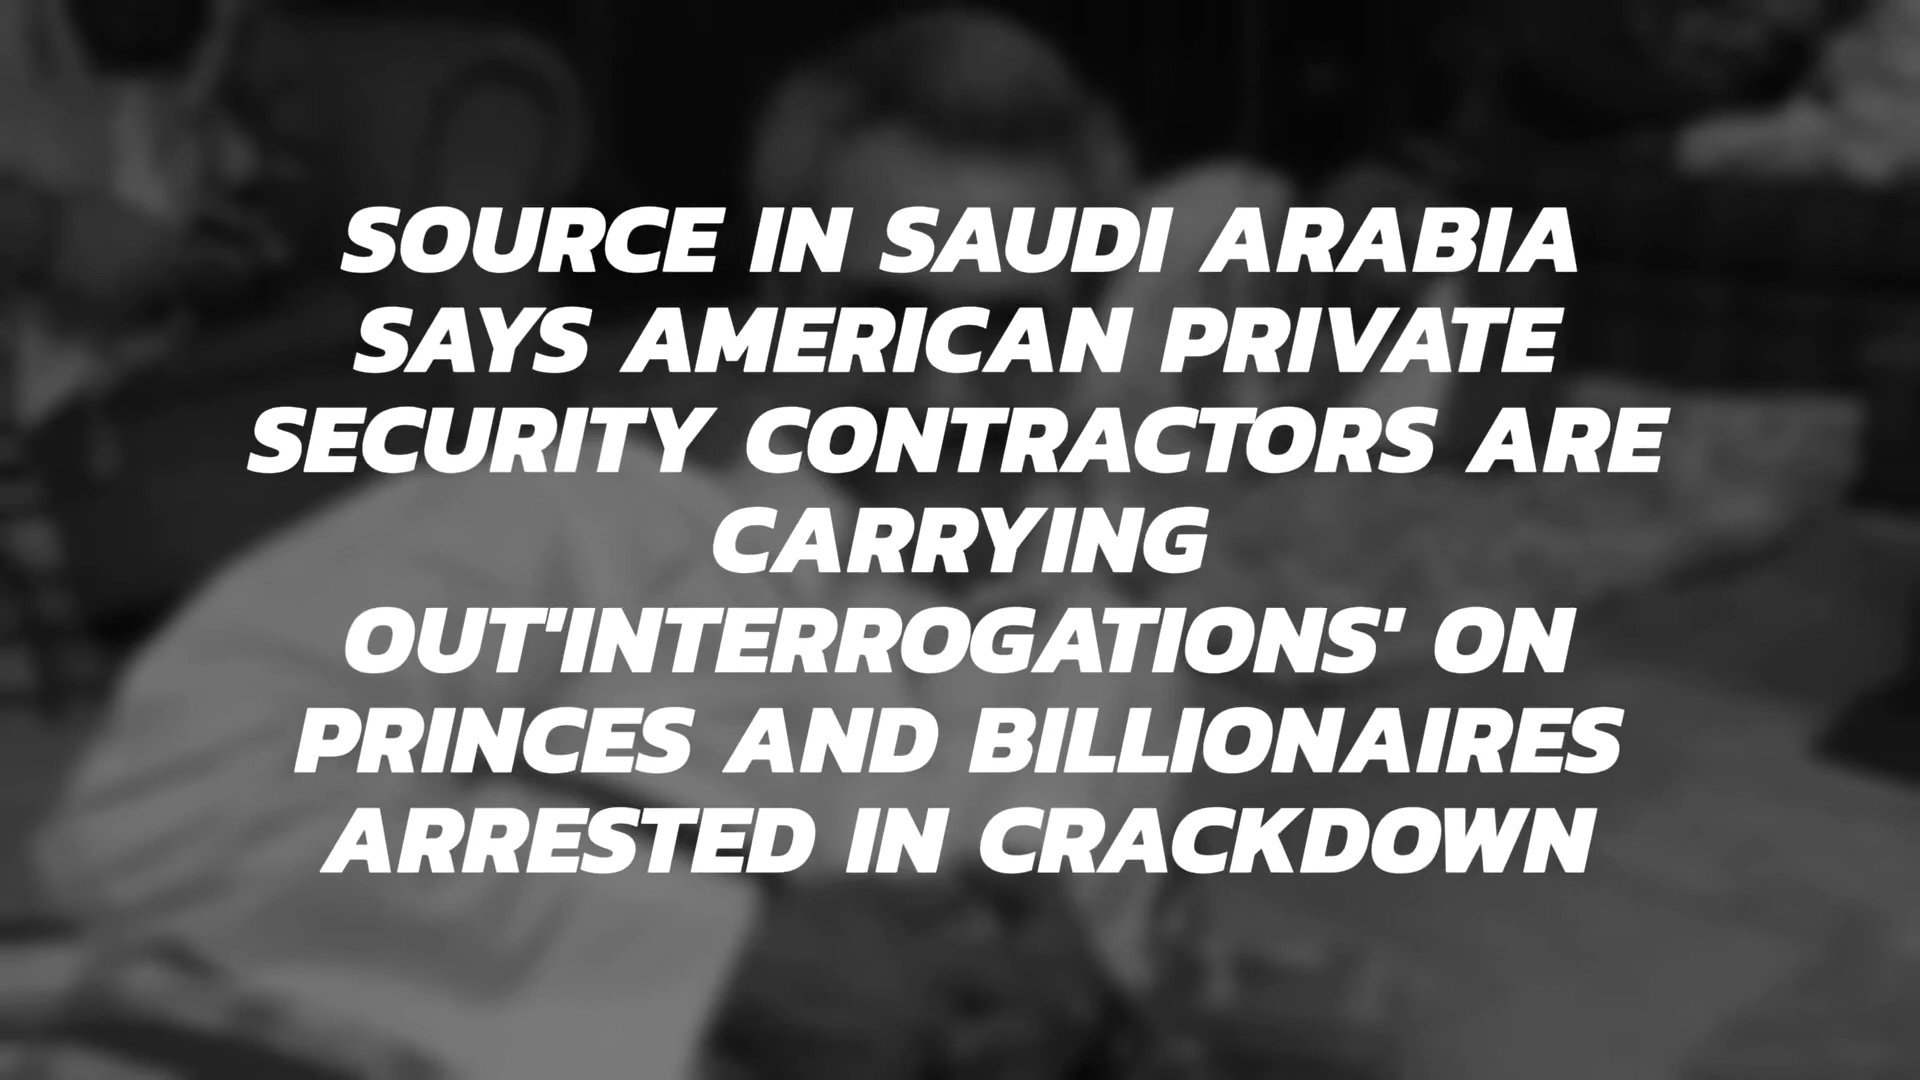 SOURCE IN SAUDI ARABIA
SAYS AMERICAN PRIVATE
SECURITY CONTRACTORS ARE
CARRYING
OUT'INTERROGATIONS' ON
PRINCES AND BILLIONAIRES
ARRESTED IN CRACKDOWN